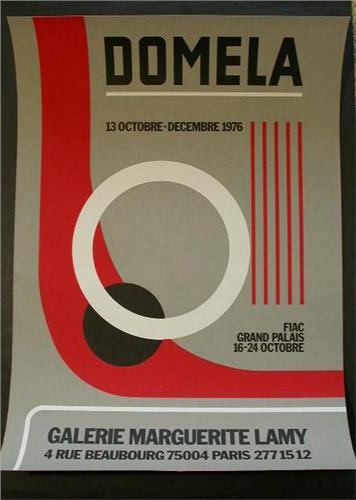 DOMELA
13 OCTOBRE-DECEMBRE 1976
FIAC
GRAND PALAIS
16-24 OCTOBRE
GALERIE MARGUERITE LAMY
4 RUE BEAUBOURG 75004 PARIS 277 15 12